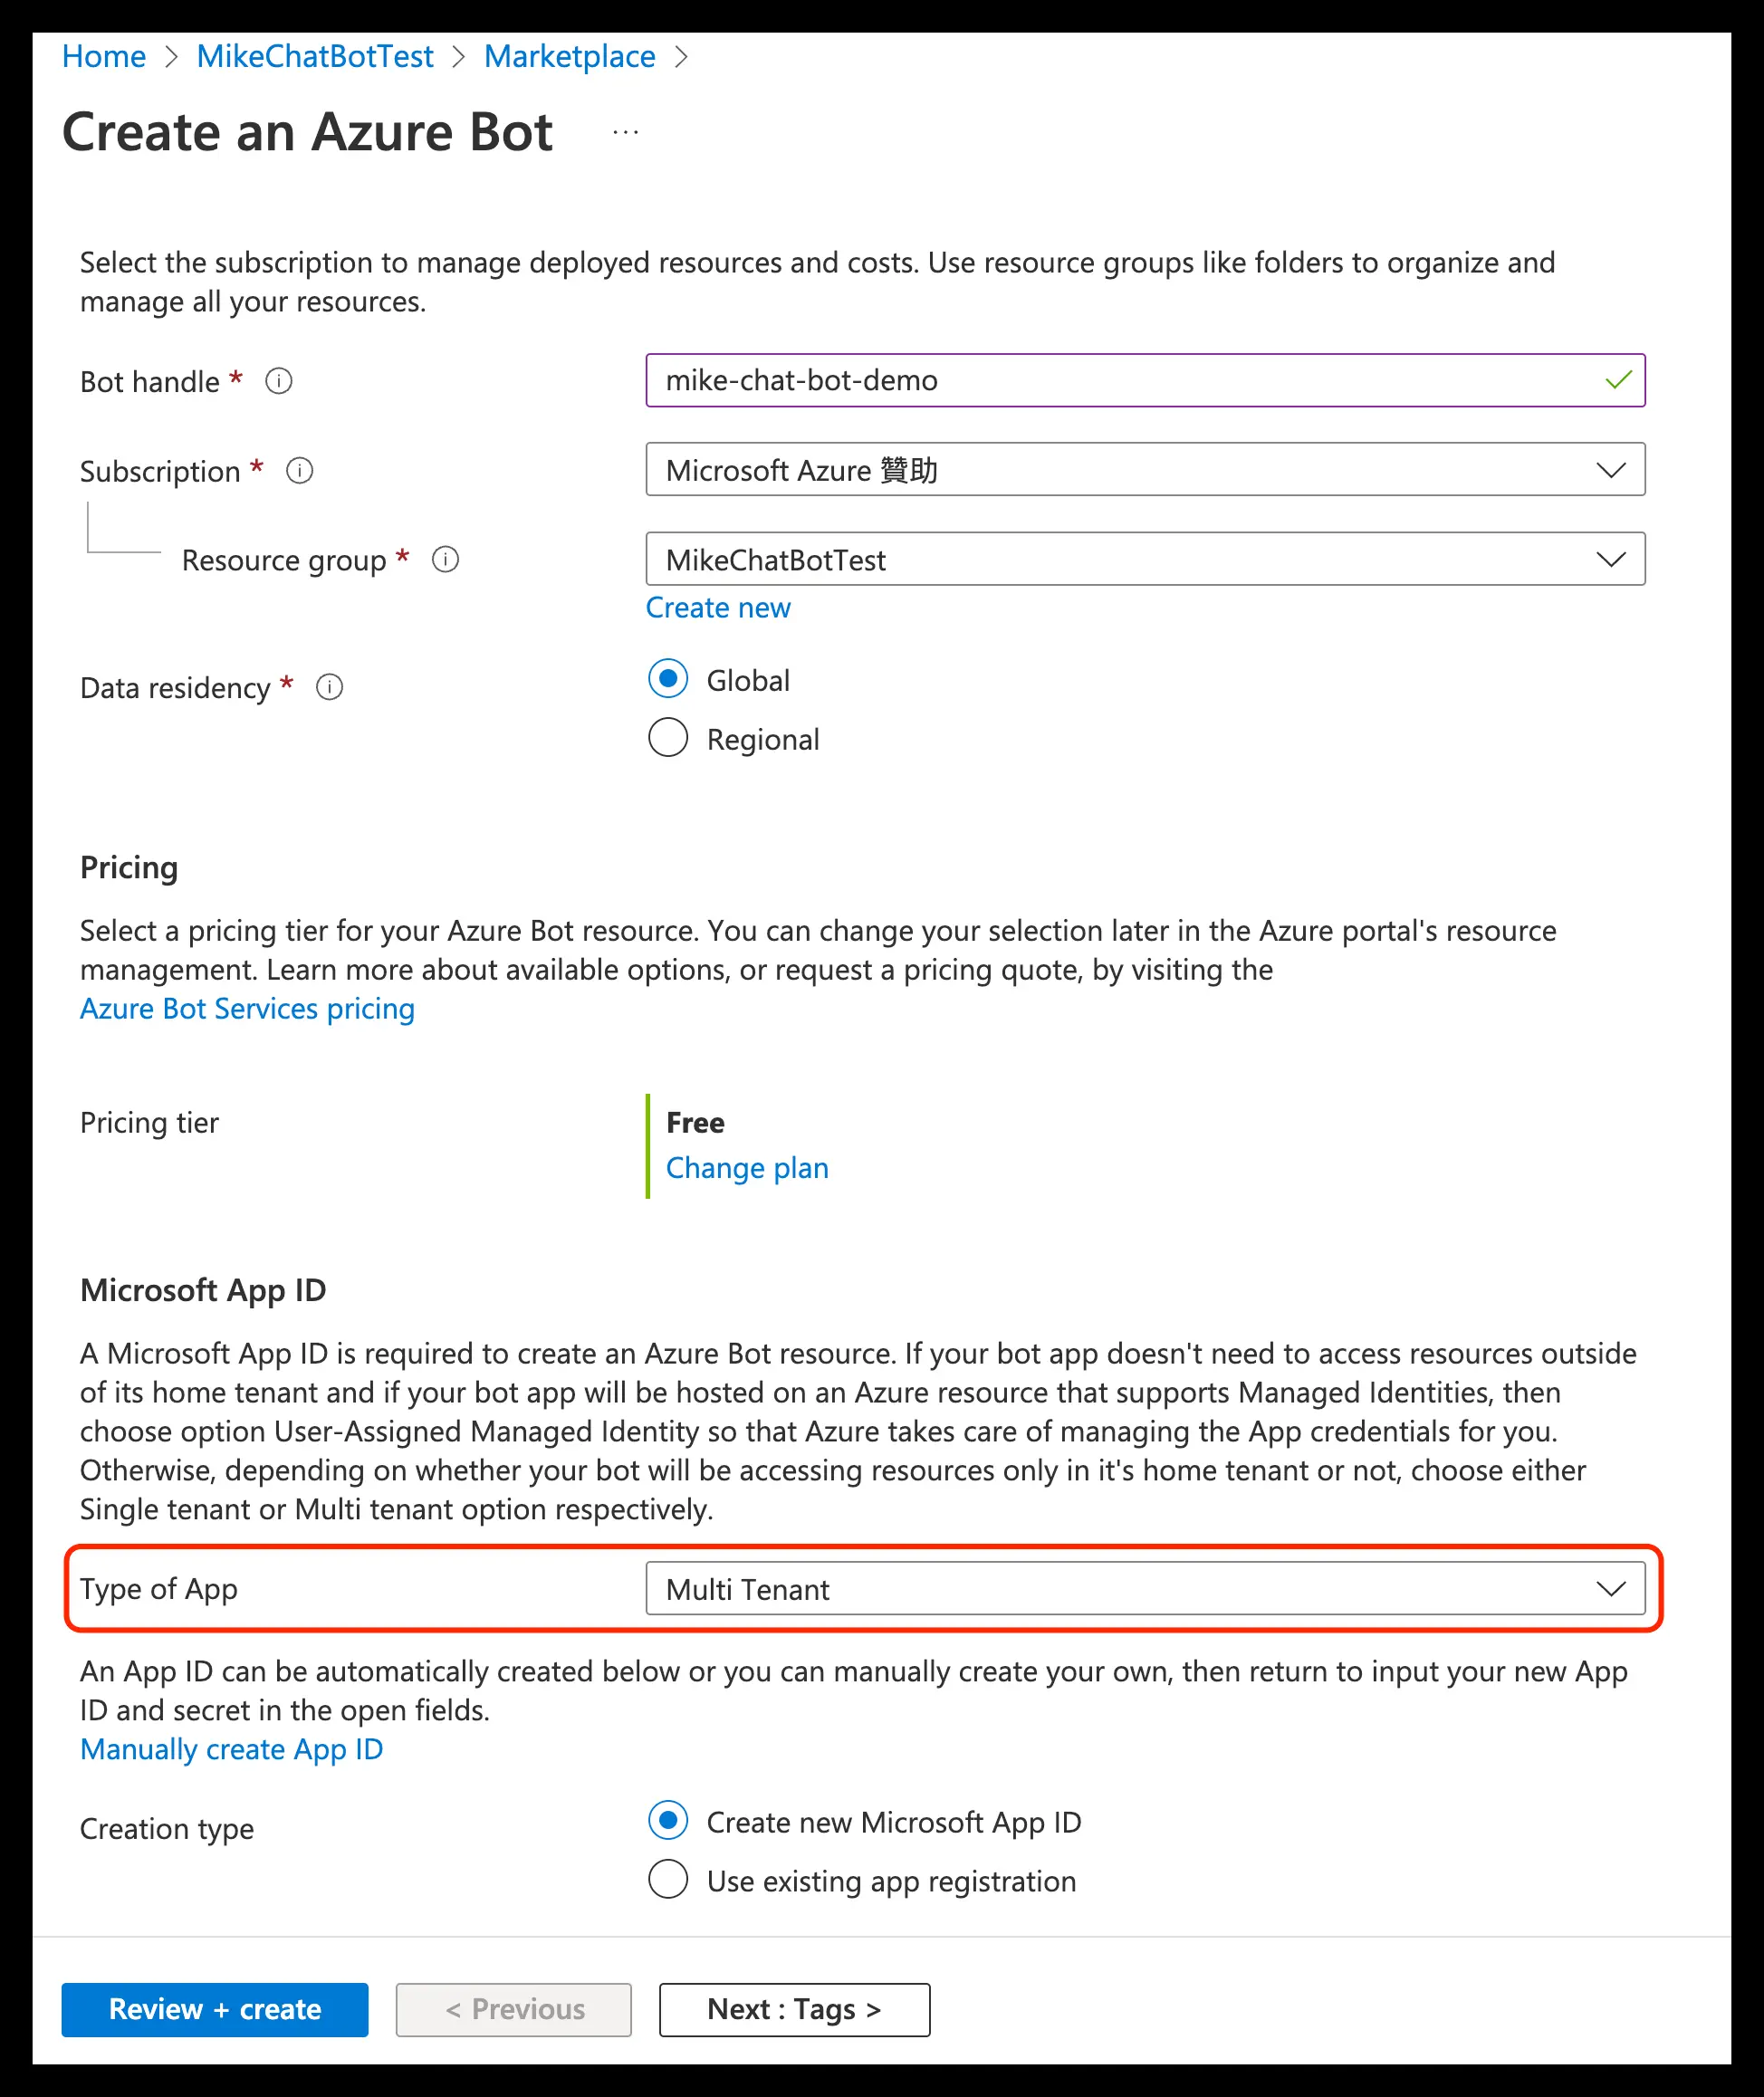 Home > MikeChatBotTest > Marketplace >
Create an Azure Bot ...
Select the subscription to manage deployed resources and costs. Use resource groups like folders to organize and
manage all your resources.
Bot handle * mike-chat-bot-demo
Subscription * Microsoft Azure 贊助
Resource group * MikeChatBotTest
Create new
Data residency * Global
Regional
Pricing
Select a pricing tier for your Azure Bot resource. You can change your selection later in the Azure portal's resource
management. Learn more about available options, or request a pricing quote, by visiting the
Azure Bot Services pricing
Pricing tier Free
Change plan
Microsoft App ID
A Microsoft App ID is required to create an Azure Bot resource. If your bot app doesn't need to access resources outside
of its home tenant and if your bot app will be hosted on an Azure resource that supports Managed Identities, then
choose option User-Assigned Managed Identity so that Azure takes care of managing the App credentials for you.
Otherwise, depending on whether your bot will be accessing resources only in it's home tenant or not, choose either
Single tenant or Multi tenant option respectively.
Type of App Multi Tenant
An App ID can be automatically created below or you can manually create your own, then return to input your new App
ID and secret in the open fields.
Manually create App ID
Creation type Create new Microsoft App ID
Use existing app registration
Review + create < Previous Next : Tags >